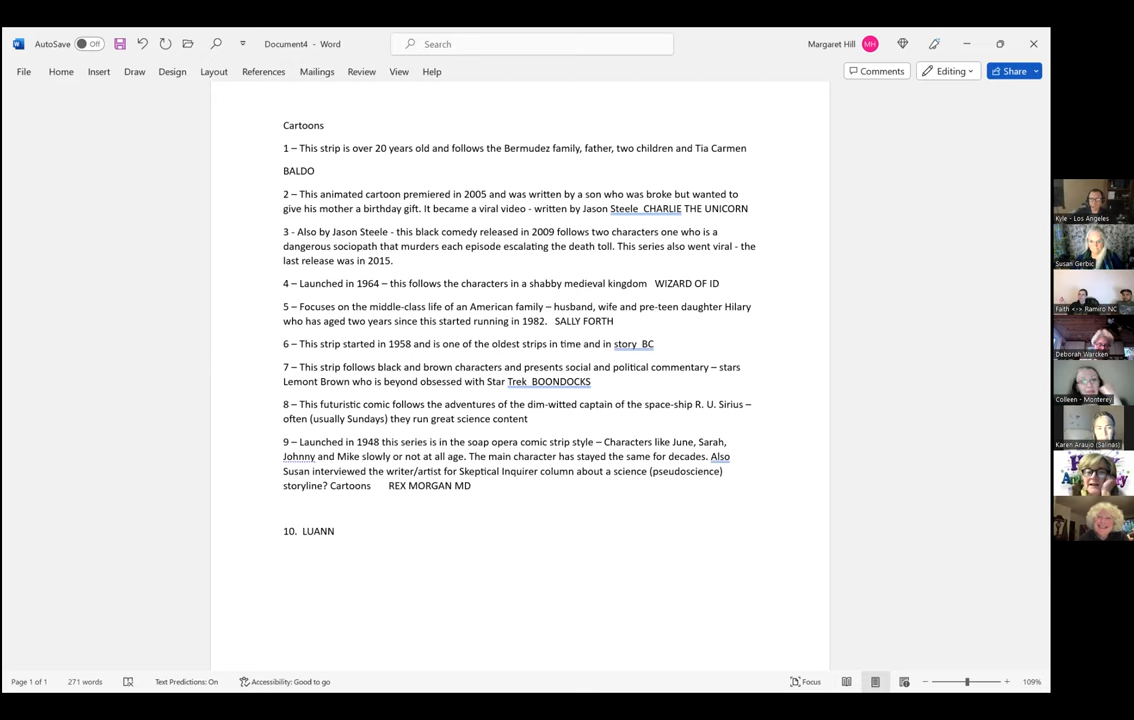 AutoSave Off Document4 - Word Search Margaret Hill MH
File Home Insert Draw Design Layout References Mailings Review View Help Comments Editing Share
Cartoons
1 – This strip is over 20 years old and follows the Bermudez family, father, two children and Tia Carmen
BALDO
2 – This animated cartoon premiered in 2005 and was written by a son who was broke but wanted to
give his mother a birthday gift. It became a viral video - written by Jason Steele CHARLIE THE UNICORN
3 - Also by Jason Steele - this black comedy released in 2009 follows two characters one who is a
dangerous sociopath that murders each episode escalating the death toll. This series also went viral - the
last release was in 2015.
4 – Launched in 1964 – this follows the characters in a shabby medieval kingdom WIZARD OF ID
5 – Focuses on the middle-class life of an American family – husband, wife and pre-teen daughter Hilary
who has aged two years since this started running in 1982. SALLY FORTH
6 – This strip started in 1958 and is one of the oldest strips in time and in story BC
7 – This strip follows black and brown characters and presents social and political commentary – stars
Lemont Brown who is beyond obsessed with Star Trek BOONDOCKS
8 – This futuristic comic follows the adventures of the dim-witted captain of the space-ship R. U. Sirius –
often (usually Sundays) they run great science content
9 – Launched in 1948 this series is in the soap opera comic strip style – Characters like June, Sarah,
Johnny and Mike slowly or not at all age. The main character has stayed the same for decades. Also
Susan interviewed the writer/artist for Skeptical Inquirer column about a science (pseudoscience)
storyline? Cartoons REX MORGAN MD
10. LUANN
Kyle - Los Angeles
Susan Gerbic
Faith <-> Ramiro NC
Deborah Warcken
Colleen - Monterey
Karen Araujo (Salinas)
Page 1 of 1 271 words Text Predictions: On Accessibility: Good to go Focus 109%